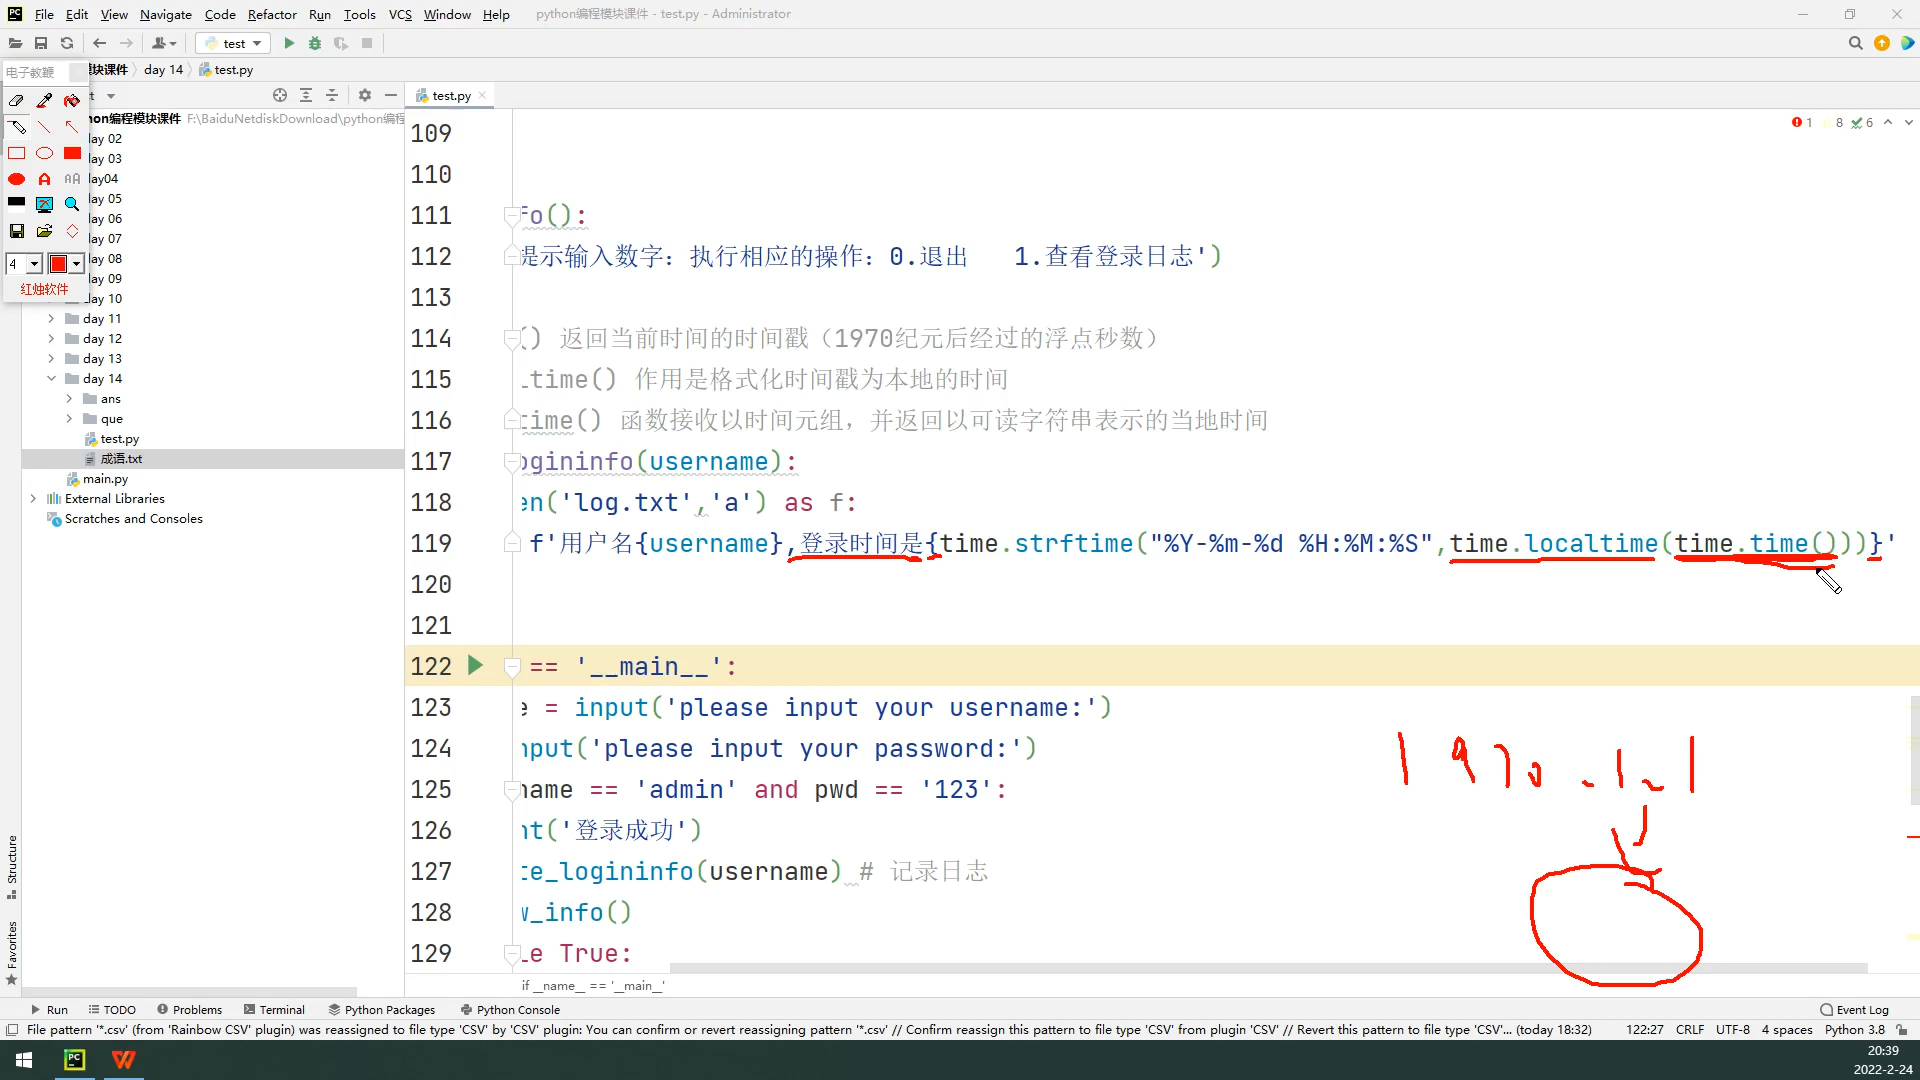 File Edit View Navigate Code Refactor Run Tools VCS Window Help python编程模块课件 - test.py - Administrator
test
块课件 day 14 test.py
电子教鞭
test.py
hon编程模块课件 F:\BaiduNetdiskDownload\python编程
lay 02
lay 03
lay04
lay 05
lay 06
lay 07
lay 08
lay 09
lay 10
4
红烛软件
day 11
day 12
day 13
day 14
ans
que
test.py
成语.txt
main.py
External Libraries
Scratches and Consoles
Structure
Favorites
1 8 6
109
110
111 fo():
112 提示输入数字：执行相应的操作：0.退出   1.查看登录日志')
113
114 () 返回当前时间的时间戳（1970纪元后经过的浮点秒数）
115 ltime() 作用是格式化时间戳为本地的时间
116 time() 函数接收以时间元组，并返回以可读字符串表示的当地时间
117 ogininfo(username):
118 en('log.txt','a') as f:
119 f'用户名{username},登录时间是{time.strftime("%Y-%m-%d %H:%M:%S",time.localtime(time.time()))}'
120
121
122 == '__main__':
123 e = input('please input your username:')
124 nput('please input your password:')
125 name == 'admin' and pwd == '123':
126 nt('登录成功')
127 te_logininfo(username) # 记录日志
128 w_info()
129 le True:
1970.1.1
if __name__ == '__main__'
Run TODO Problems Terminal Python Packages Python Console Event Log
File pattern '*.csv' (from 'Rainbow CSV' plugin) was reassigned to file type 'CSV' by 'CSV' plugin: You can confirm or revert reassigning pattern '*.csv' // Confirm reassign this pattern to file type 'CSV' from plugin 'CSV' // Revert this pattern to file type 'CSV'... (today 18:32) 122:27 CRLF UTF-8 4 spaces Python 3.8
20:39
2022-2-24